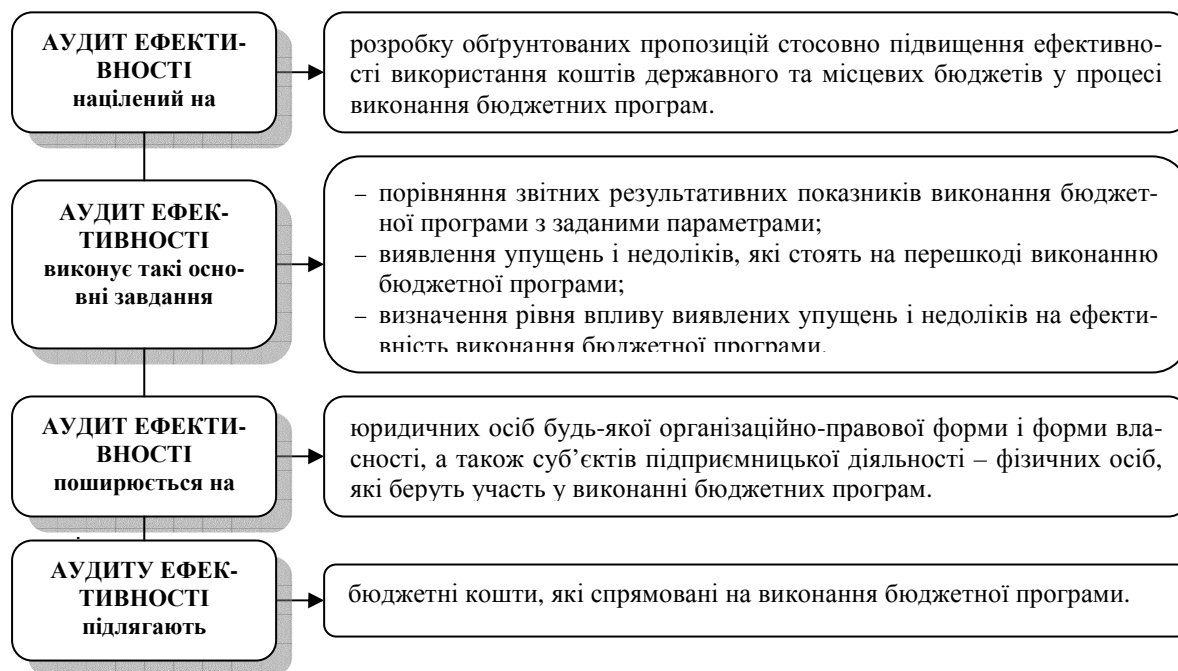 АУДИТ ЕФЕКТИ-
ВНОСТІ
націлений на
розробку обґрунтованих пропозицій стосовно підвищення ефективно-
сті використання коштів державного та місцевих бюджетів у процесі
виконання бюджетних програм.
АУДИТ ЕФЕК-
ТИВНОСТІ
виконує такі осно-
вні завдання
– порівняння звітних результативних показників виконання бюджет-
ної програми з заданими параметрами;
– виявлення упущень і недоліків, які стоять на перешкоді виконанню
бюджетної програми;
– визначення рівня впливу виявлених упущень і недоліків на ефекти-
вність виконання бюджетної програми.
АУДИТ ЕФЕКТИ-
ВНОСТІ
поширюється на
юридичних осіб будь-якої організаційно-правової форми і форми вла-
сності, а також суб’єктів підприємницької діяльності – фізичних осіб,
які беруть участь у виконанні бюджетних програм.
АУДИТУ ЕФЕК-
ТИВНОСТІ
підлягають
бюджетні кошти, які спрямовані на виконання бюджетної програми.